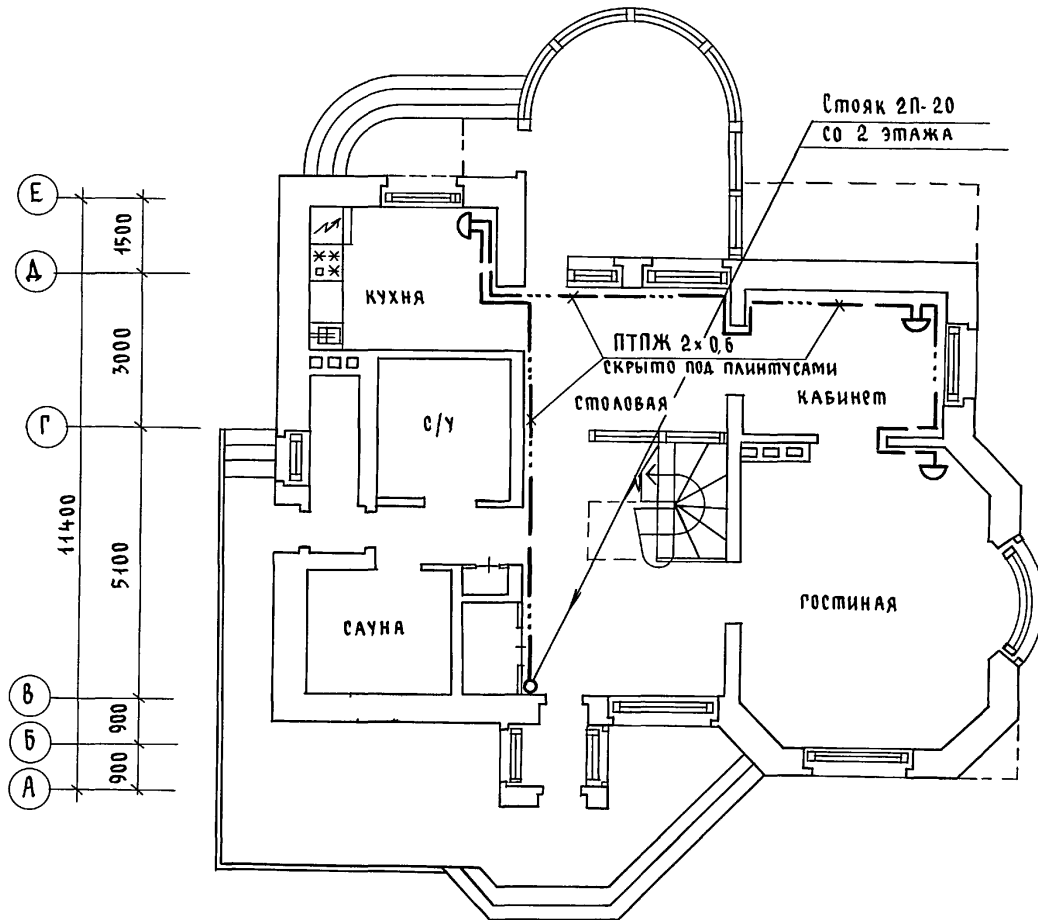 Стояк 2П-20
со 2 этажа
Е
1500
Д
кухня
3000
ПТПЖ 2×0,6
скрыто под плинтусами
столовая
кабинет
Г
с/у
11400
5100
гостиная
сауна
В
900
Б
900
А